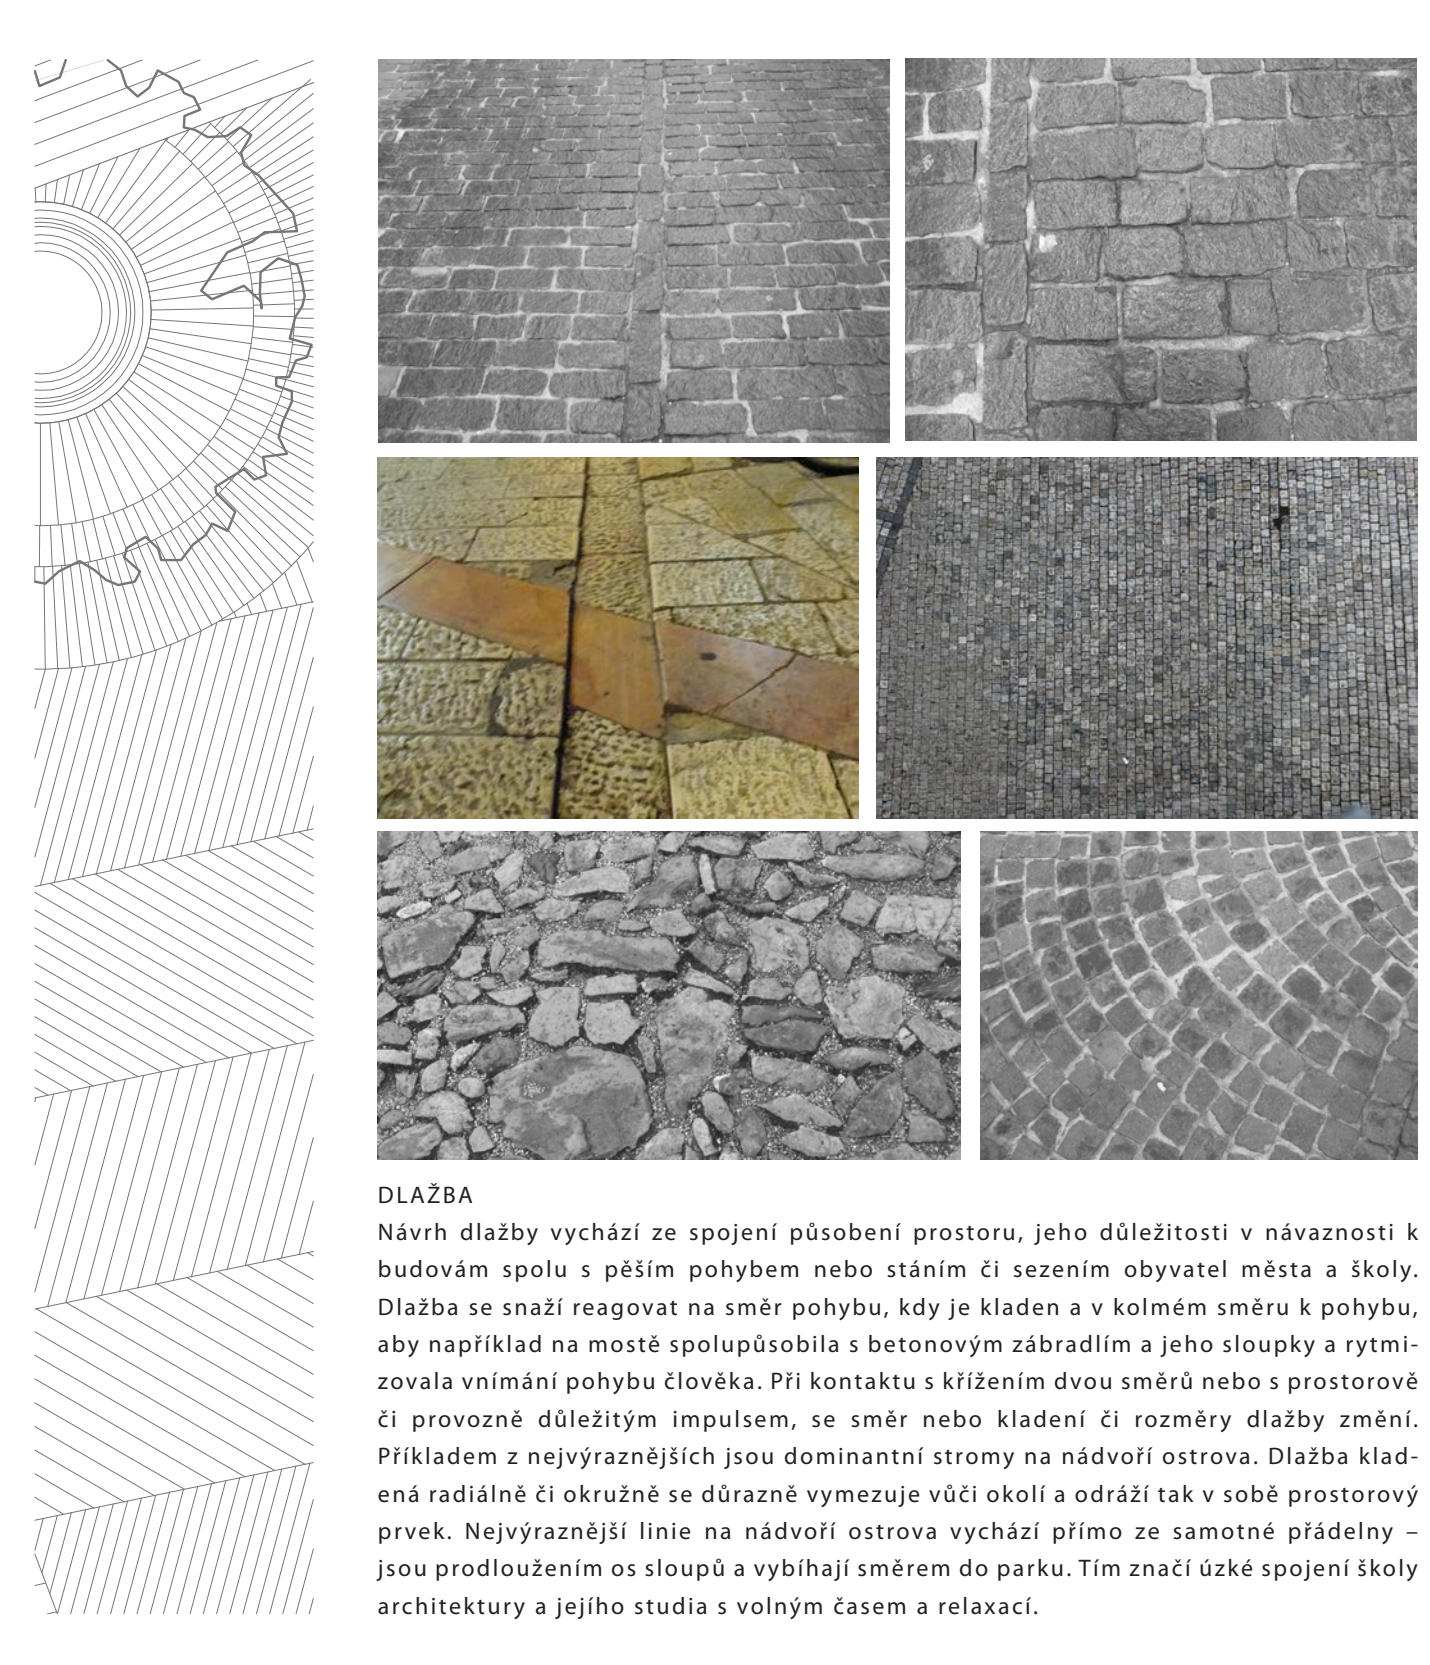 DLAŽBA
Návrh dlažby vychází ze spojení působení prostoru, jeho důležitosti v návaznosti k
budovám spolu s pěším pohybem nebo stáním či sezením obyvatel města a školy.
Dlažba se snaží reagovat na směr pohybu, kdy je kladen a v kolmém směru k pohybu,
aby například na mostě spolupůsobila s betonovým zábradlím a jeho sloupky a rytmi-
zovala vnímání pohybu člověka. Při kontaktu s křížením dvou směrů nebo s prostorově
či provozně důležitým impulsem, se směr nebo kladení či rozměry dlažby změní.
Příkladem z nejvýraznějších jsou dominantní stromy na nádvoří ostrova. Dlažba klad-
ená radiálně či okružně se důrazně vymezuje vůči okolí a odráží tak v sobě prostorový
prvek. Nejvýraznější linie na nádvoří ostrova vychází přímo ze samotné přádelny –
jsou prodloužením os sloupů a vybíhají směrem do parku. Tím značí úzké spojení školy
architektury a jejího studia s volným časem a relaxací.